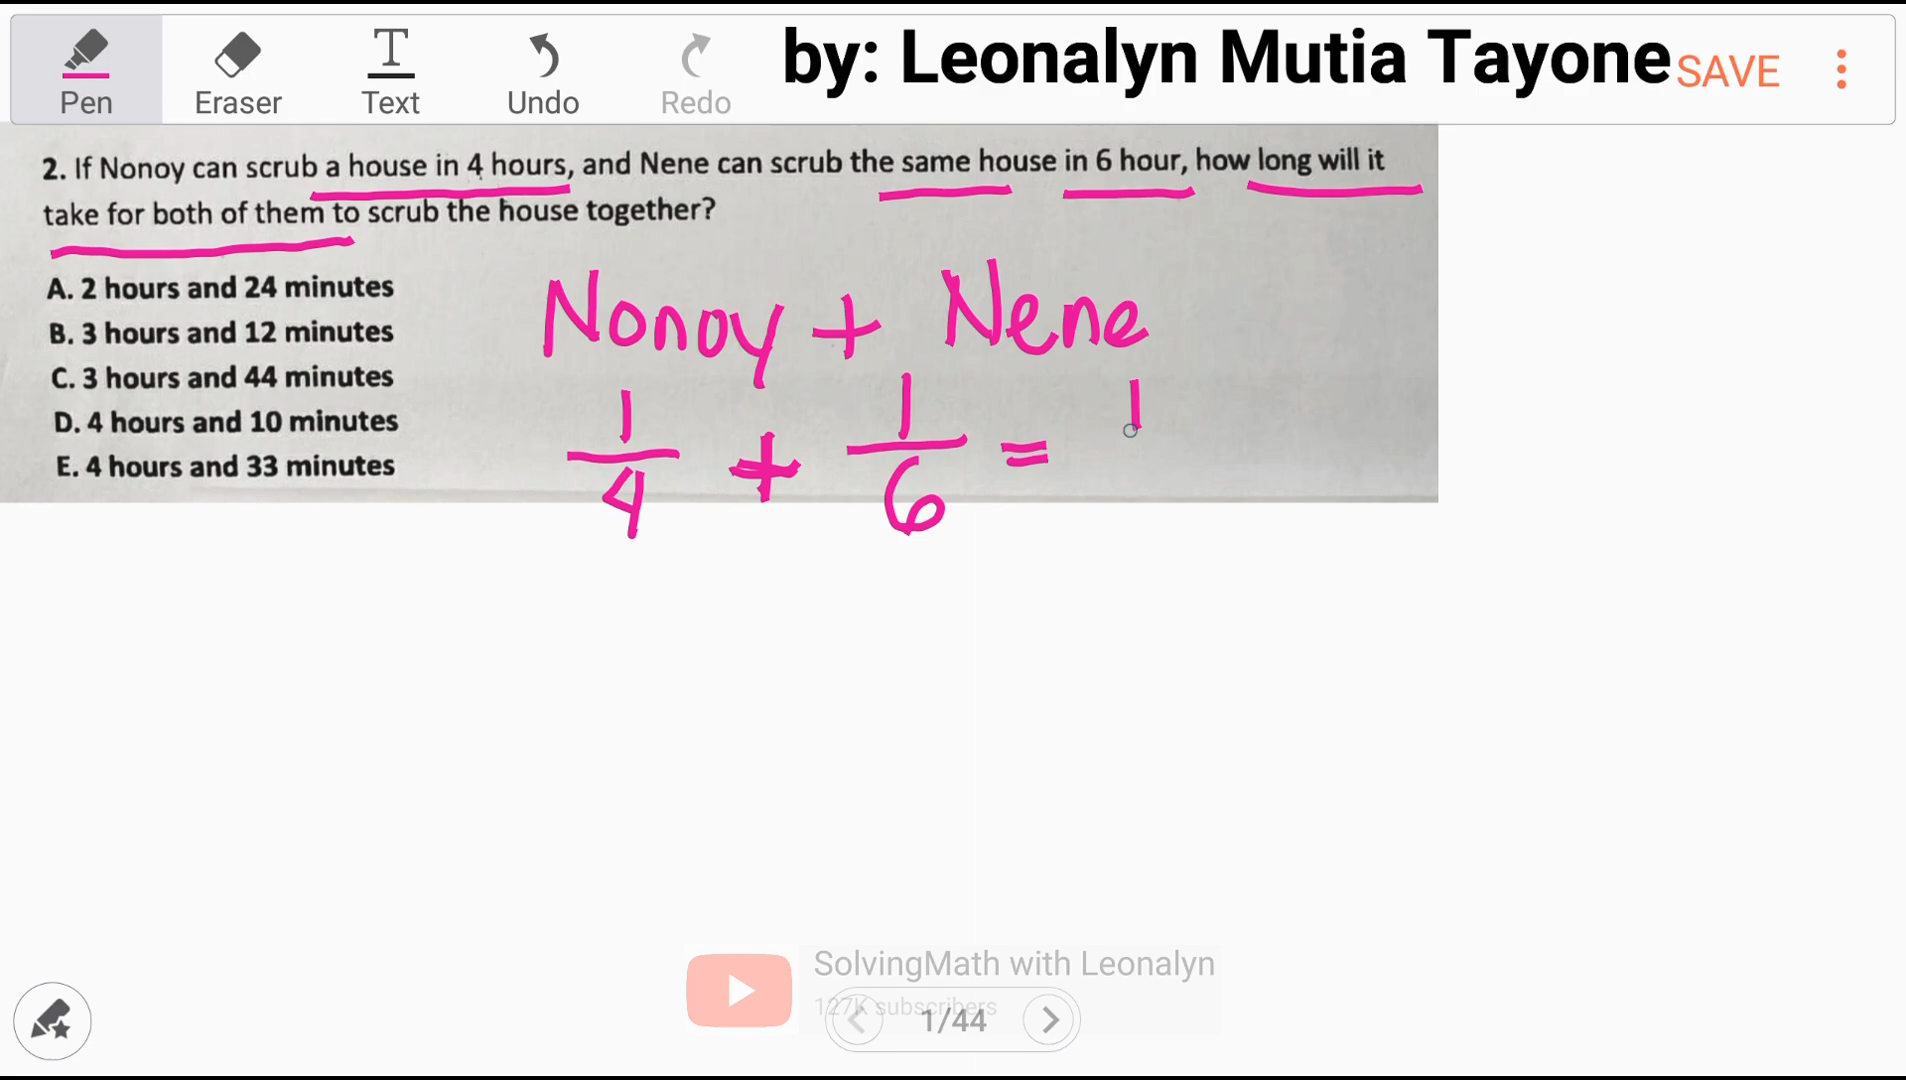 Pen
Eraser
Text
Undo
Redo
by: Leonalyn Mutia Tayone
SAVE
2. If Nonoy can scrub a house in 4 hours, and Nene can scrub the same house in 6 hour, how long will it
take for both of them to scrub the house together?
A. 2 hours and 24 minutes
B. 3 hours and 12 minutes
C. 3 hours and 44 minutes
D. 4 hours and 10 minutes
E. 4 hours and 33 minutes
Nonoy + Nene
1/4 + 1/6 = 1
SolvingMath with Leonalyn
127K subscribers
1/44